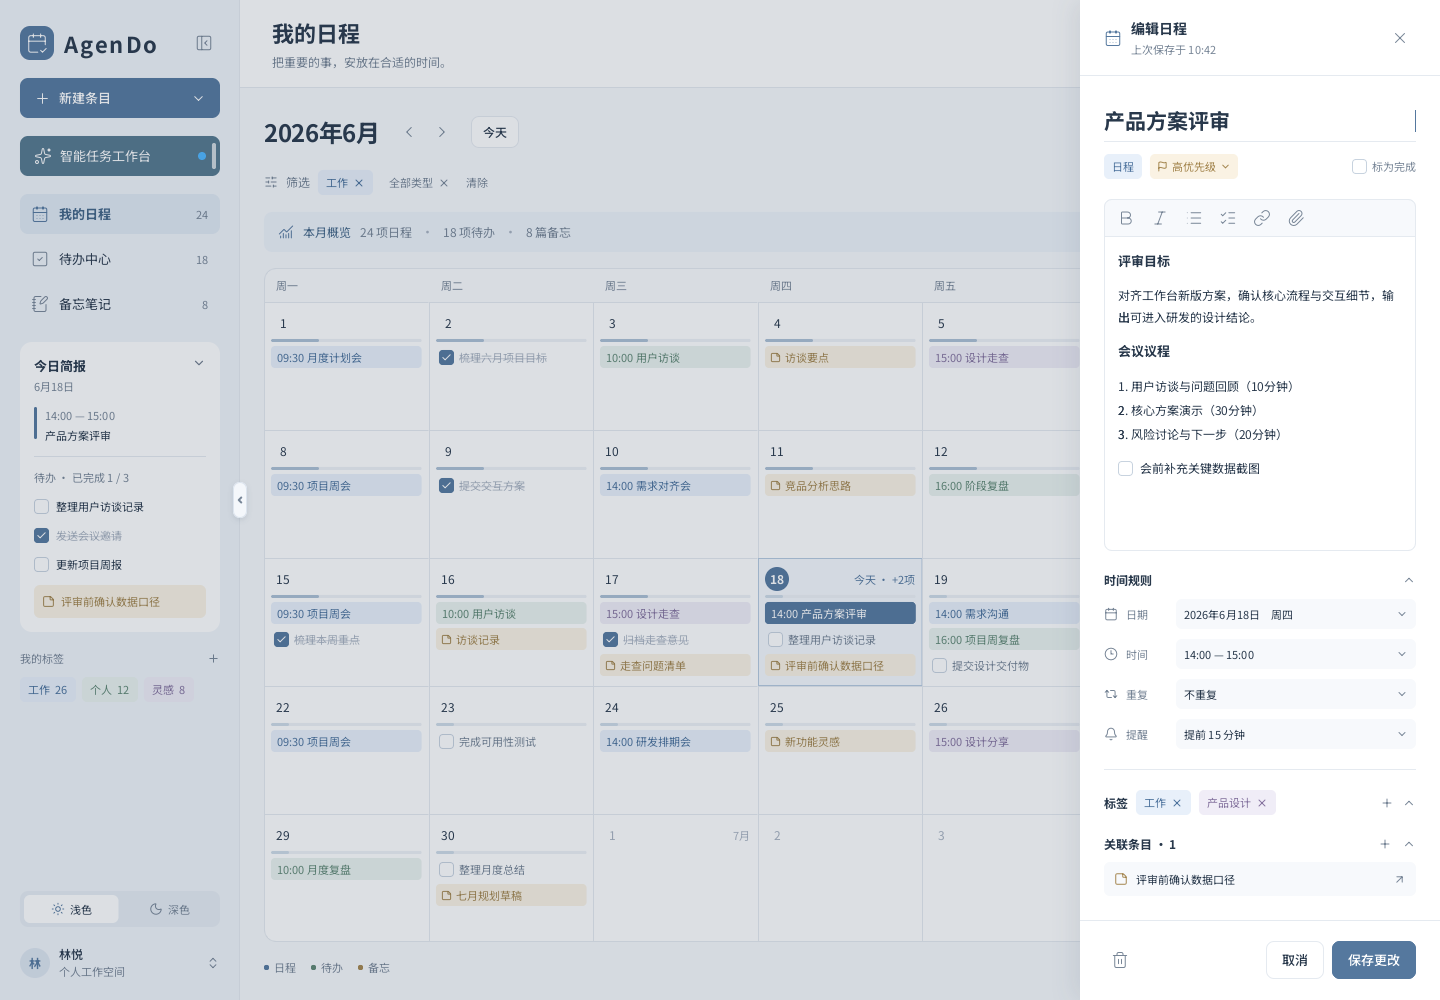 AgenDo
新建条目
智能任务工作台
我的日程 24
待办中心 18
备忘笔记 8
今日简报
6月18日
14:00 — 15:00
产品方案评审
待办 · 已完成 1 / 3
整理用户访谈记录
发送会议邀请
更新项目周报
评审前确认数据口径
我的标签
工作 26 个人 12 灵感 8
浅色 深色
林 林悦
个人工作空间
我的日程
把重要的事，安放在合适的时间。
2026年6月 今天
筛选 工作 全部类型 清除
本月概览 24 项日程 · 18 项待办 · 8 篇备忘
周一 周二 周三 周四 周五
1 2 3 4 5
09:30 月度计划会 梳理六月项目目标 10:00 用户访谈 访谈要点 15:00 设计走查
8 9 10 11 12
09:30 项目周会 提交交互方案 14:00 需求对齐会 竞品分析思路 16:00 阶段复盘
15 16 17 18 今天 · +2项 19
09:30 项目周会 10:00 用户访谈 15:00 设计走查 14:00 产品方案评审 14:00 需求沟通
梳理本周重点 访谈记录 归档走查意见 整理用户访谈记录 16:00 项目周复盘
走查问题清单 评审前确认数据口径 提交设计交付物
22 23 24 25 26
09:30 项目周会 完成可用性测试 14:00 研发排期会 新功能灵感 15:00 设计分享
29 30 1 7月 2 3
10:00 月度复盘 整理月度总结
七月规划草稿
日程 待办 备忘
编辑日程
上次保存于 10:42
产品方案评审
日程 高优先级 标为完成
B I
评审目标
对齐工作台新版方案，确认核心流程与交互细节，输
出可进入研发的设计结论。
会议议程
1. 用户访谈与问题回顾（10分钟）
2. 核心方案演示（30分钟）
3. 风险讨论与下一步（20分钟）
会前补充关键数据截图
时间规则
日期 2026年6月18日 周四
时间 14:00 — 15:00
重复 不重复
提醒 提前 15 分钟
标签 工作 产品设计
关联条目 · 1
评审前确认数据口径
取消 保存更改